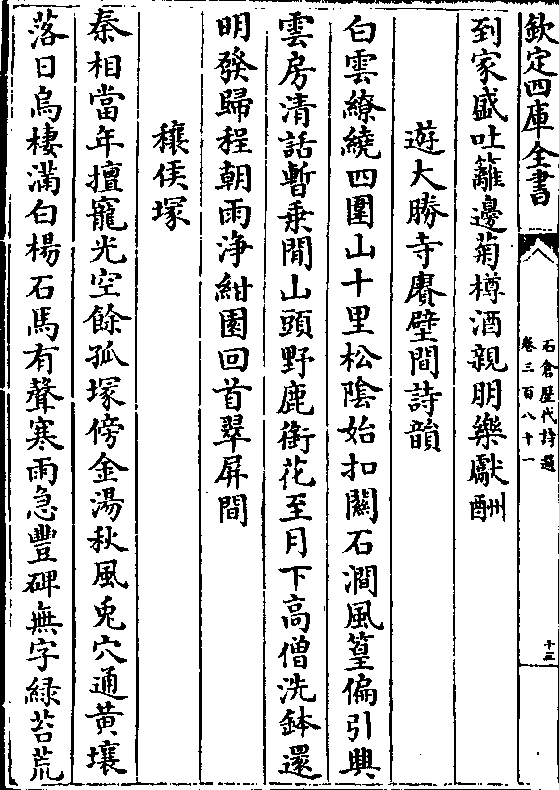 欽定四庫全書
石倉歷代詩選
卷三百八十一
十三
到家盛吐籬邊菊樽酒親朋樂獻酬
遊大勝寺賡壁間詩韻
白雲繚繞四圍山十里松陰始扣關石澗風篁偏引興
雲房清話暫乗閒山頭野鹿銜花至月下高僧洗鉢還
明發歸程朝雨浄紺園回首翠屏間
穰侯塚
秦相當年擅寵光空餘孤塚傍金湯秋風兎穴通黄壤
落日烏棲滿白楊石馬有聲寒雨急豐碑無字緑苔荒